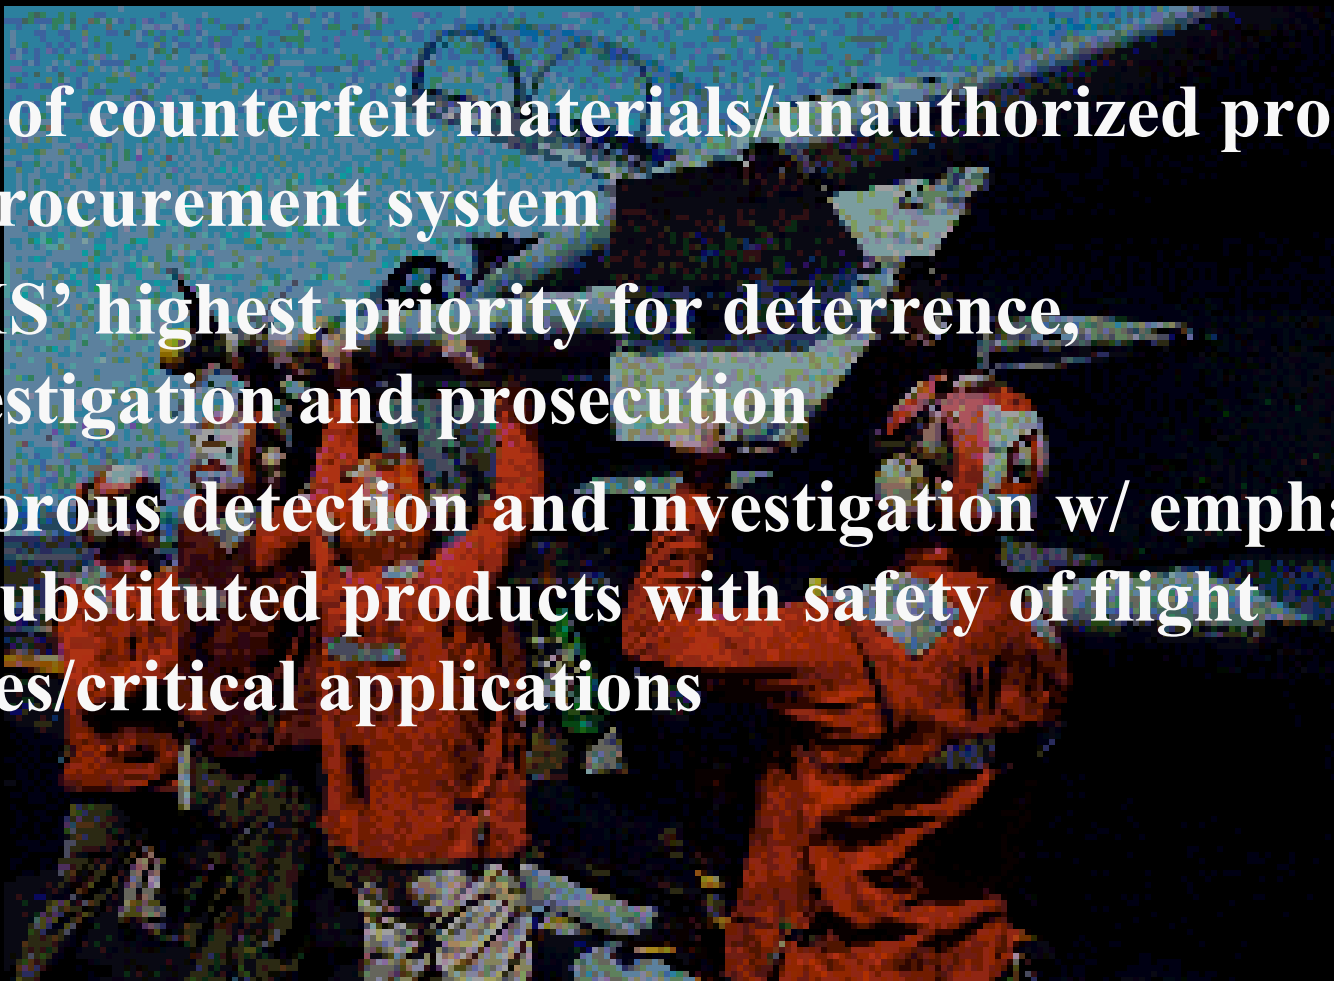 of counterfeit materials/unauthorized pro
rocurement system
IS’ highest priority for deterrence,
estigation and prosecution
orous detection and investigation w/ empha
ubstituted products with safety of flight
es/critical applications